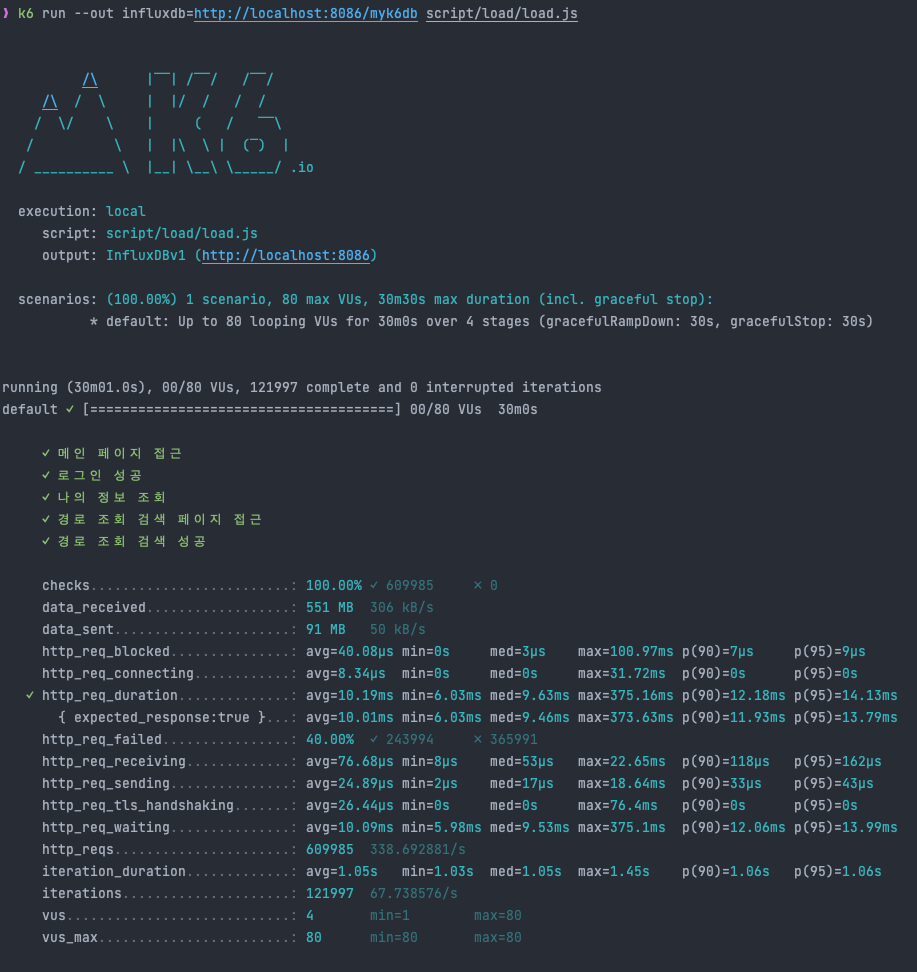 ❱ k6 run --out influxdb=http://localhost:8086/myk6db script/load/load.js
          /\      |‾‾| /‾‾/   /‾‾/
     /\  /  \     |  |/  /   /  /
    /  \/    \    |     (   /   ‾‾\
   /          \   |  |\  \ |  (‾)  |
  / __________ \  |__| \__\ \_____/ .io
execution: local
script: script/load/load.js
output: InfluxDBv1 (http://localhost:8086)
scenarios: (100.00%) 1 scenario, 80 max VUs, 30m30s max duration (incl. graceful stop):
* default: Up to 80 looping VUs for 30m0s over 4 stages (gracefulRampDown: 30s, gracefulStop: 30s)
running (30m01.0s), 00/80 VUs, 121997 complete and 0 interrupted iterations
default ✓ [======================================] 00/80 VUs  30m0s
✓ 메인 페이지 접근
✓ 로그인 성공
✓ 나의 정보 조회
✓ 경로 조회 검색 페이지 접근
✓ 경로 조회 검색 성공
checks.........................: 100.00% ✓ 609985     ✗ 0
data_received..................: 551 MB  306 kB/s
data_sent......................: 91 MB   50 kB/s
http_req_blocked...............: avg=40.08µs min=0s     med=3µs    max=100.97ms p(90)=7µs     p(95)=9µs
http_req_connecting............: avg=8.34µs  min=0s     med=0s     max=31.72ms  p(90)=0s      p(95)=0s
✓ http_req_duration..............: avg=10.19ms min=6.03ms med=9.63ms max=375.16ms p(90)=12.18ms p(95)=14.13ms
{ expected_response:true }...: avg=10.01ms min=6.03ms med=9.46ms max=373.63ms p(90)=11.93ms p(95)=13.79ms
http_req_failed................: 40.00%  ✓ 243994     ✗ 365991
http_req_receiving.............: avg=76.68µs min=8µs    med=53µs   max=22.65ms  p(90)=118µs   p(95)=162µs
http_req_sending...............: avg=24.89µs min=2µs    med=17µs   max=18.64ms  p(90)=33µs    p(95)=43µs
http_req_tls_handshaking.......: avg=26.44µs min=0s     med=0s     max=76.4ms   p(90)=0s      p(95)=0s
http_req_waiting...............: avg=10.09ms min=5.98ms med=9.53ms max=375.1ms  p(90)=12.06ms p(95)=13.99ms
http_reqs......................: 609985  338.692881/s
iteration_duration.............: avg=1.05s   min=1.03s  med=1.05s  max=1.45s    p(90)=1.06s   p(95)=1.06s
iterations.....................: 121997  67.738576/s
vus............................: 4       min=1        max=80
vus_max........................: 80      min=80       max=80